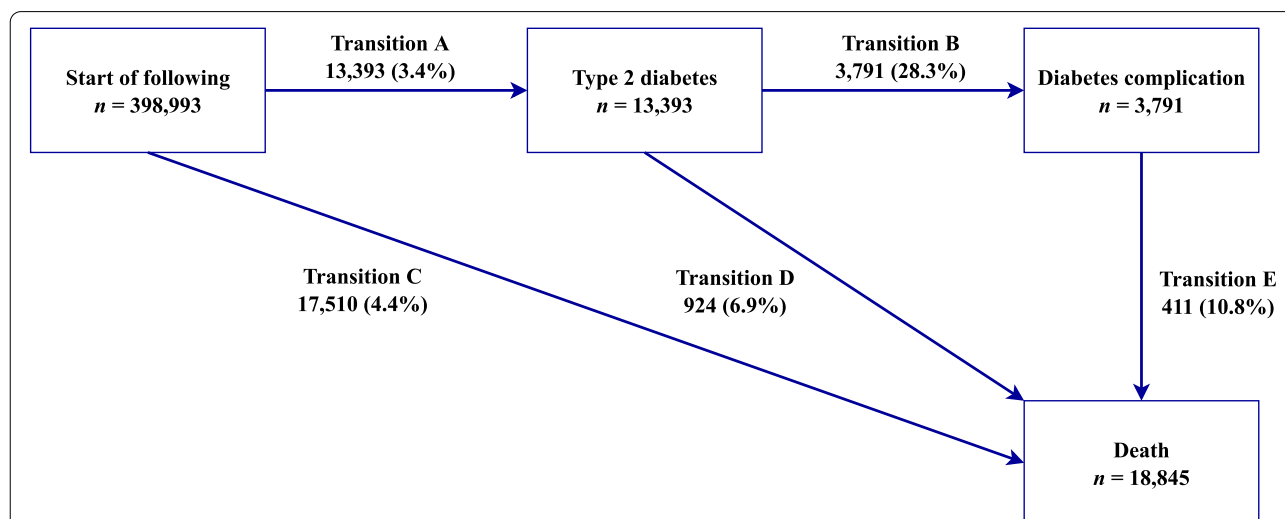 Transition A
13,393 (3.4%)
Transition B
3,791 (28.3%)
Start of following
n = 398,993
Type 2 diabetes
n = 13,393
Diabetes complication
n = 3,791
Transition C
17,510 (4.4%)
Transition D
924 (6.9%)
Transition E
411 (10.8%)
Death
n = 18,845